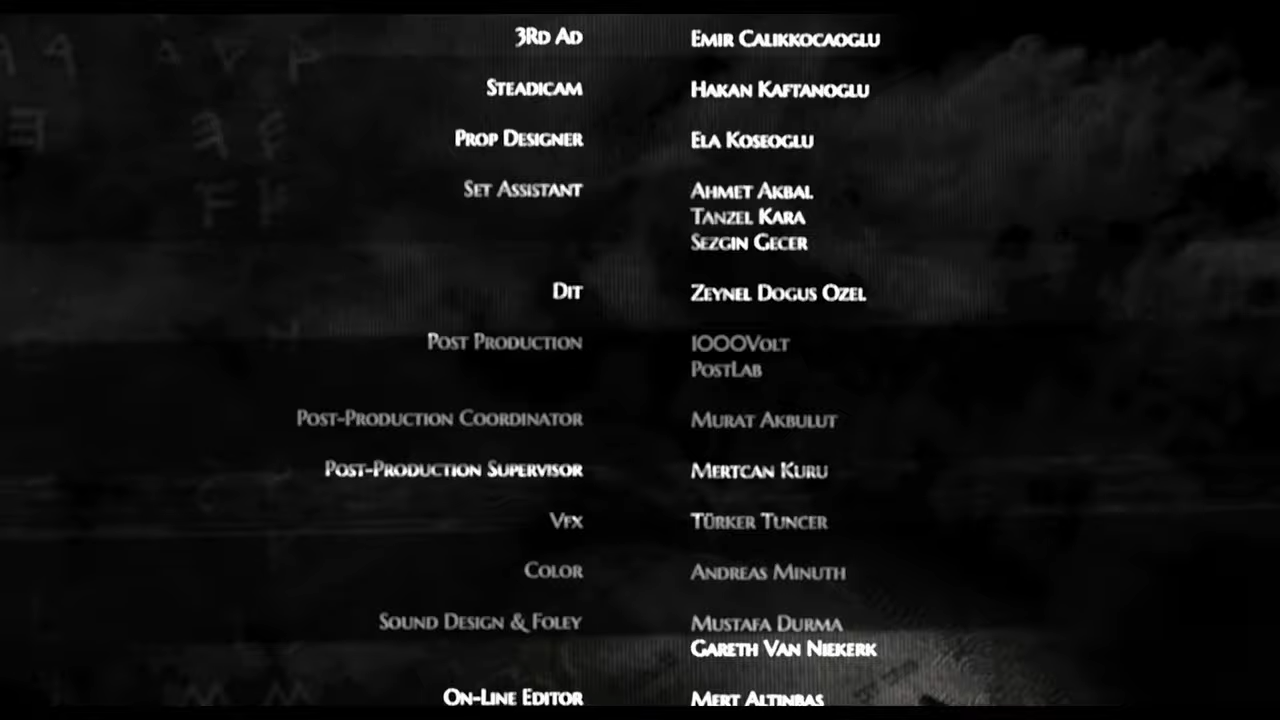 3RD AD EMIR CALIKKOCAOGLU
STEADICAM HAKAN KAFTANOGLU
PROP DESIGNER ELA KOSEOGLU
SET ASSISTANT AHMET AKBAL
TANZEL KARA
SEZGIN GECER
DIT ZEYNEL DOGUS OZEL
POST PRODUCTION 1000VOLT
POSTLAB
POST-PRODUCTION COORDINATOR MURAT AKBULUT
POST-PRODUCTION SUPERVISOR MERTCAN KURU
VFX TÜRKER TUNCER
COLOR ANDREAS MINUTH
SOUND DESIGN & FOLEY MUSTAFA DURMA
GARETH VAN NIEKERK
ON-LINE EDITOR MERT ALTINBAS